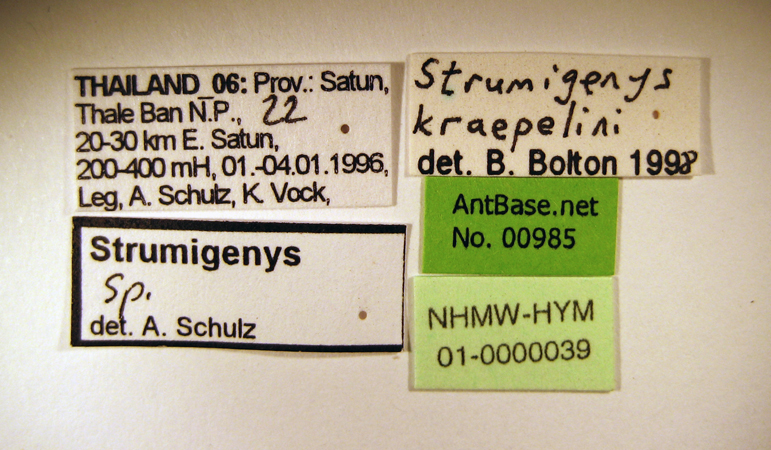 THAILAND_06: Prov.: Satun,
Thale Ban N.P., 22
20-30 km E. Satun,
200-400 mH, 01.-04.01.1996,
Leg, A. Schulz, K. Vock,
Strumigenys
sp.
det. A. Schulz
Strumigenys
kraepelini
det. B. Bolton 1998
AntBase.net
No. 00985
NHMW-HYM
01-0000039